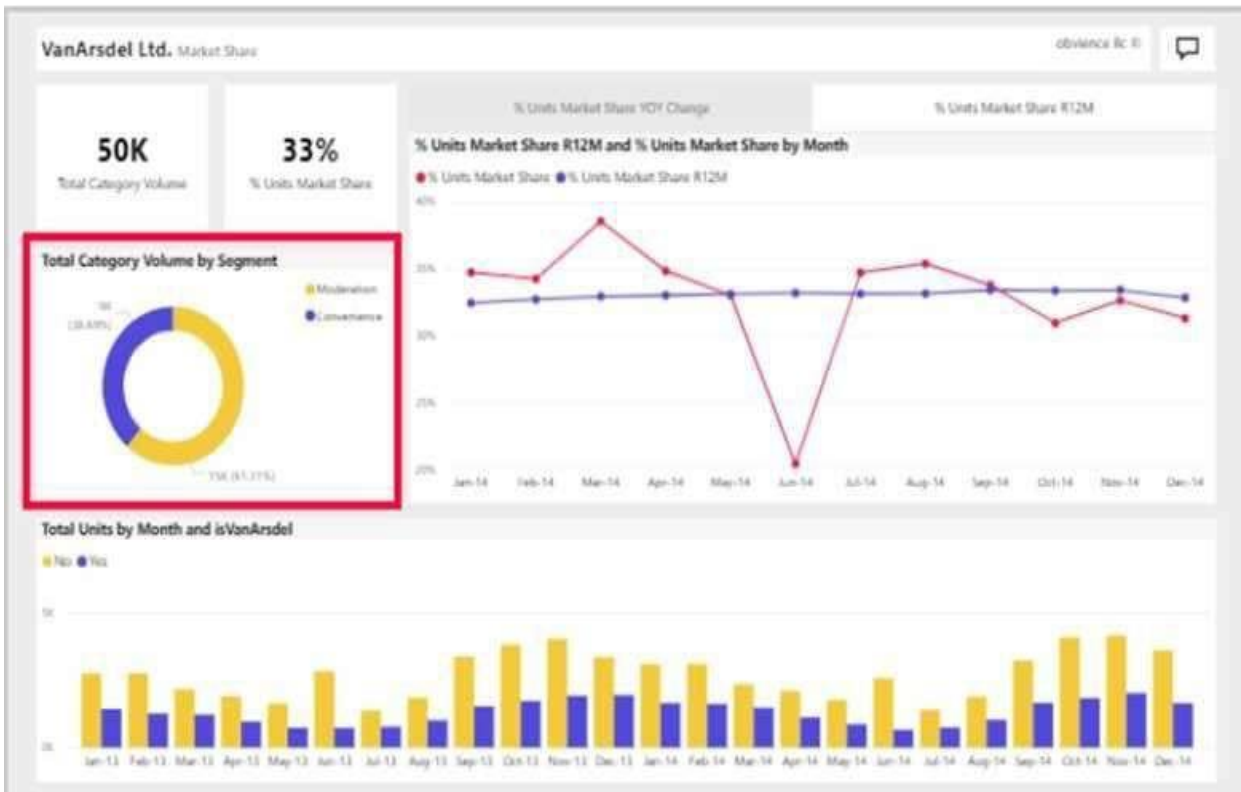 VanArsdel Ltd. Market Share
obvience llc ©
50K
Total Category Volume
33%
% Units Market Share
% Units Market Share YOY Change
% Units Market Share R12M
% Units Market Share R12M and % Units Market Share by Month
% Units Market Share % Units Market Share R12M
40%
35%
30%
25%
20%
Jan-14 Feb-14 Mar-14 Apr-14 May-14 Jun-14 Jul-14 Aug-14 Sep-14 Oct-14 Nov-14 Dec-14
Total Category Volume by Segment
Moderation
Convenience
Total Units by Month and isVanArsdel
No Yes
5K
0K
Jan-13 Feb-13 Mar-13 Apr-13 May-13 Jun-13 Jul-13 Aug-13 Sep-13 Oct-13 Nov-13 Dec-13 Jan-14 Feb-14 Mar-14 Apr-14 May-14 Jun-14 Jul-14 Aug-14 Sep-14 Oct-14 Nov-14 Dec-14